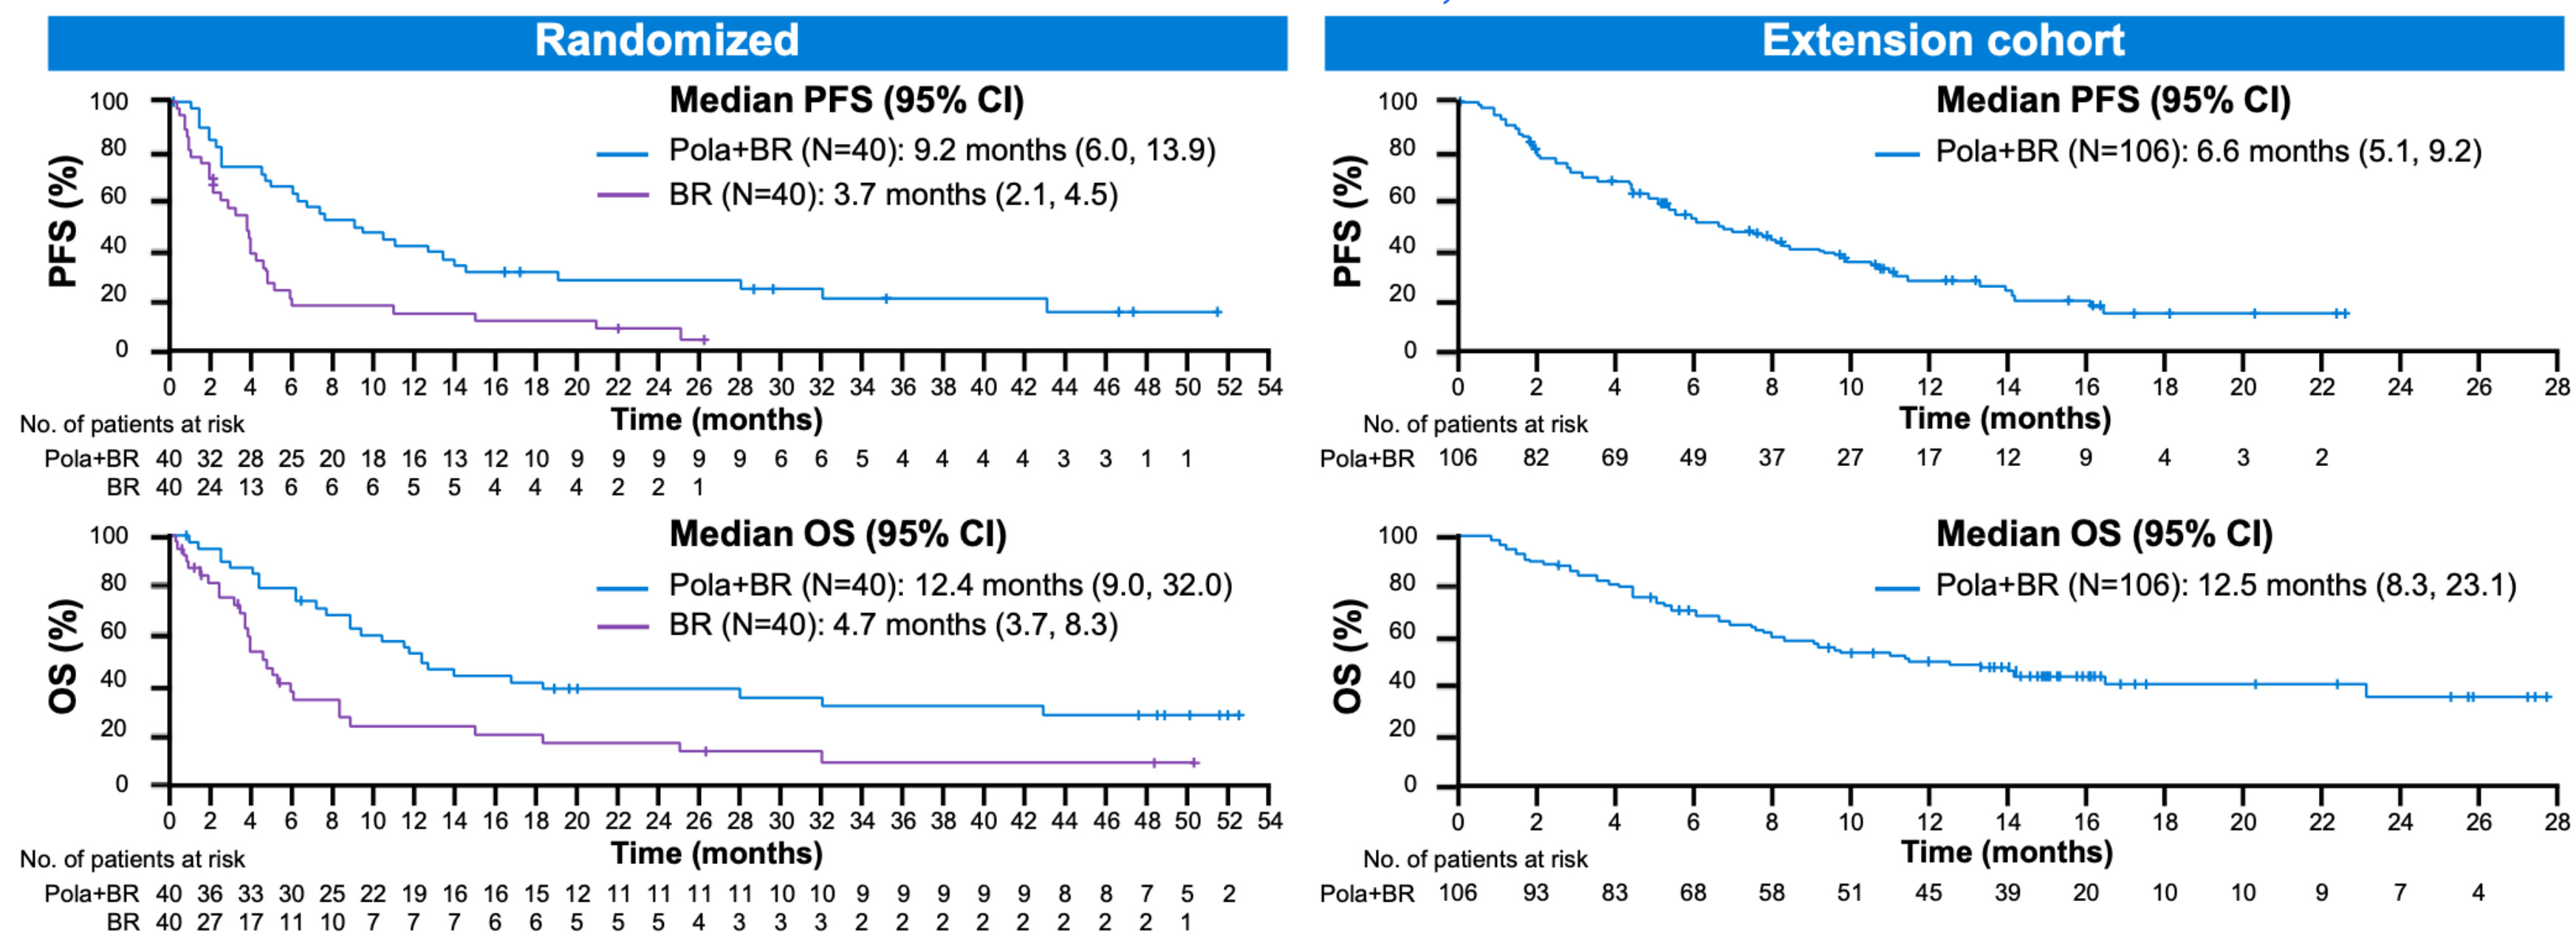 Randomized
Median PFS (95% CI)
Pola+BR (N=40): 9.2 months (6.0, 13.9)
BR (N=40): 3.7 months (2.1, 4.5)
PFS (%)
100
80
60
40
20
0
0 2 4 6 8 10 12 14 16 18 20 22 24 26 28 30 32 34 36 38 40 42 44 46 48 50 52 54
Time (months)
No. of patients at risk
Pola+BR 40 32 28 25 20 18 16 13 12 10 9 9 9 9 9 6 6 5 4 4 4 4 3 3 1 1
BR 40 24 13 6 6 6 5 5 4 4 4 2 2 1
Median OS (95% CI)
Pola+BR (N=40): 12.4 months (9.0, 32.0)
BR (N=40): 4.7 months (3.7, 8.3)
OS (%)
100
80
60
40
20
0
0 2 4 6 8 10 12 14 16 18 20 22 24 26 28 30 32 34 36 38 40 42 44 46 48 50 52 54
Time (months)
No. of patients at risk
Pola+BR 40 36 33 30 25 22 19 16 16 15 12 11 11 11 11 10 10 9 9 9 9 9 8 8 7 5 2
BR 40 27 17 11 10 7 7 7 6 6 5 5 5 4 3 3 3 2 2 2 2 2 2 2 2 1
Extension cohort
Median PFS (95% CI)
Pola+BR (N=106): 6.6 months (5.1, 9.2)
PFS (%)
100
80
60
40
20
0
0 2 4 6 8 10 12 14 16 18 20 22 24 26 28
Time (months)
No. of patients at risk
Pola+BR 106 82 69 49 37 27 17 12 9 4 3 2
Median OS (95% CI)
Pola+BR (N=106): 12.5 months (8.3, 23.1)
OS (%)
100
80
60
40
20
0
0 2 4 6 8 10 12 14 16 18 20 22 24 26 28
Time (months)
No. of patients at risk
Pola+BR 106 93 83 68 58 51 45 39 20 10 10 9 7 4